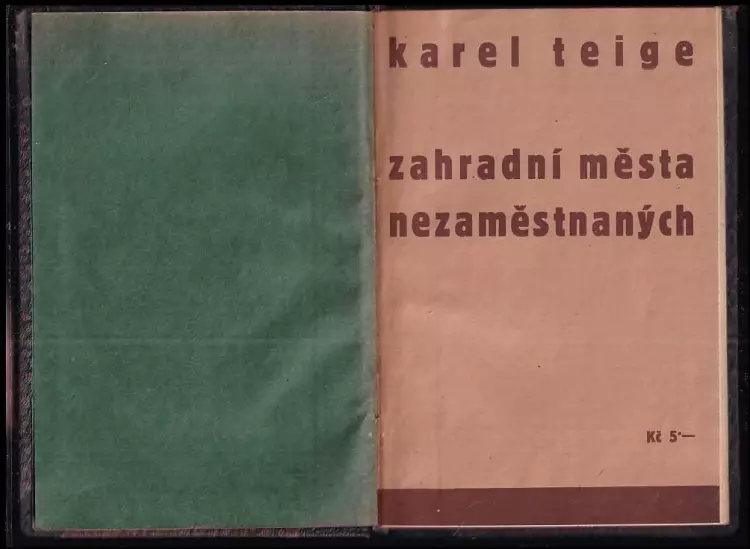 karel teige
zahradní města
nezaměstnaných
Kč 5·—